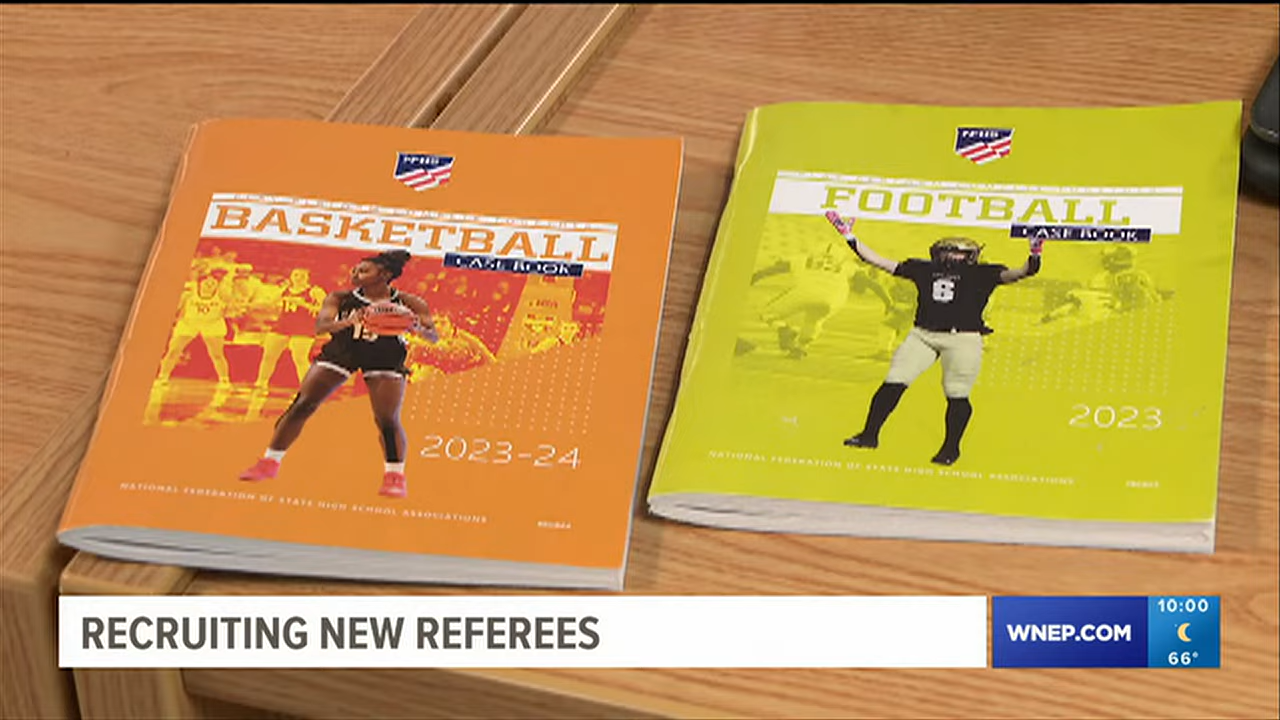 NFHS
BASKETBALL
CASE BOOK
2023-24
NATIONAL FEDERATION OF STATE HIGH SCHOOL ASSOCIATIONS
NFHS
FOOTBALL
CASE BOOK
6
2023
NATIONAL FEDERATION OF STATE HIGH SCHOOL ASSOCIATIONS
RECRUITING NEW REFEREES
WNEP.COM
10:00
66°